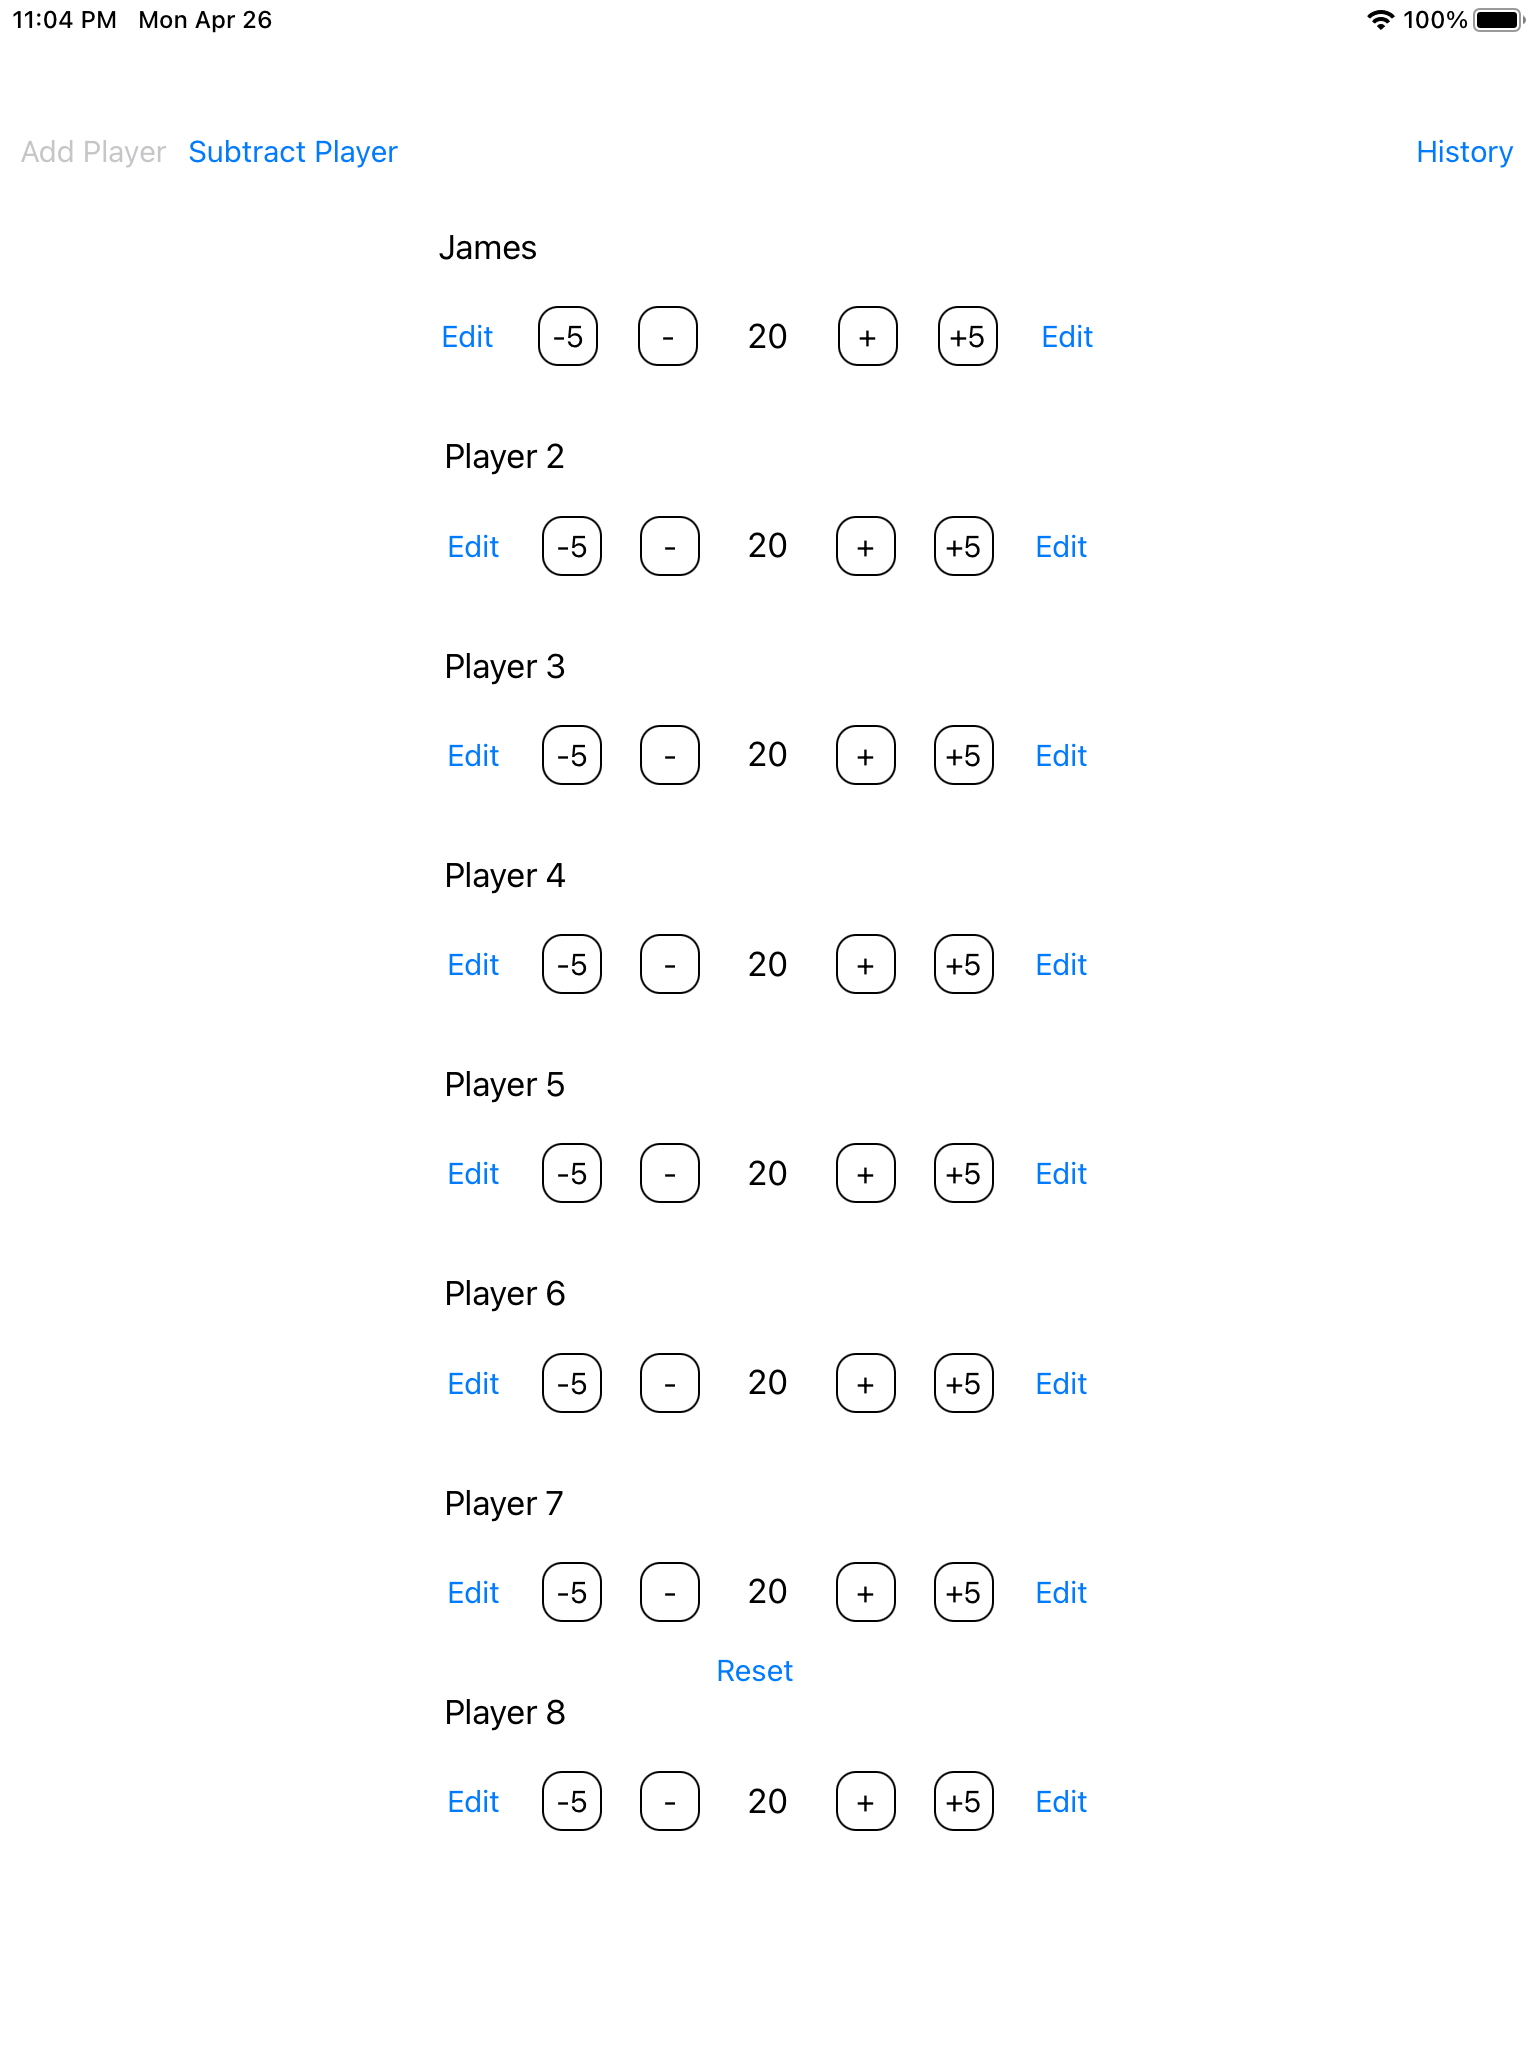 11:04 PM Mon Apr 26 100%
Add Player Subtract Player History
James
Edit -5 - 20 + +5 Edit
Player 2
Edit -5 - 20 + +5 Edit
Player 3
Edit -5 - 20 + +5 Edit
Player 4
Edit -5 - 20 + +5 Edit
Player 5
Edit -5 - 20 + +5 Edit
Player 6
Edit -5 - 20 + +5 Edit
Player 7
Edit -5 - 20 + +5 Edit
Reset
Player 8
Edit -5 - 20 + +5 Edit